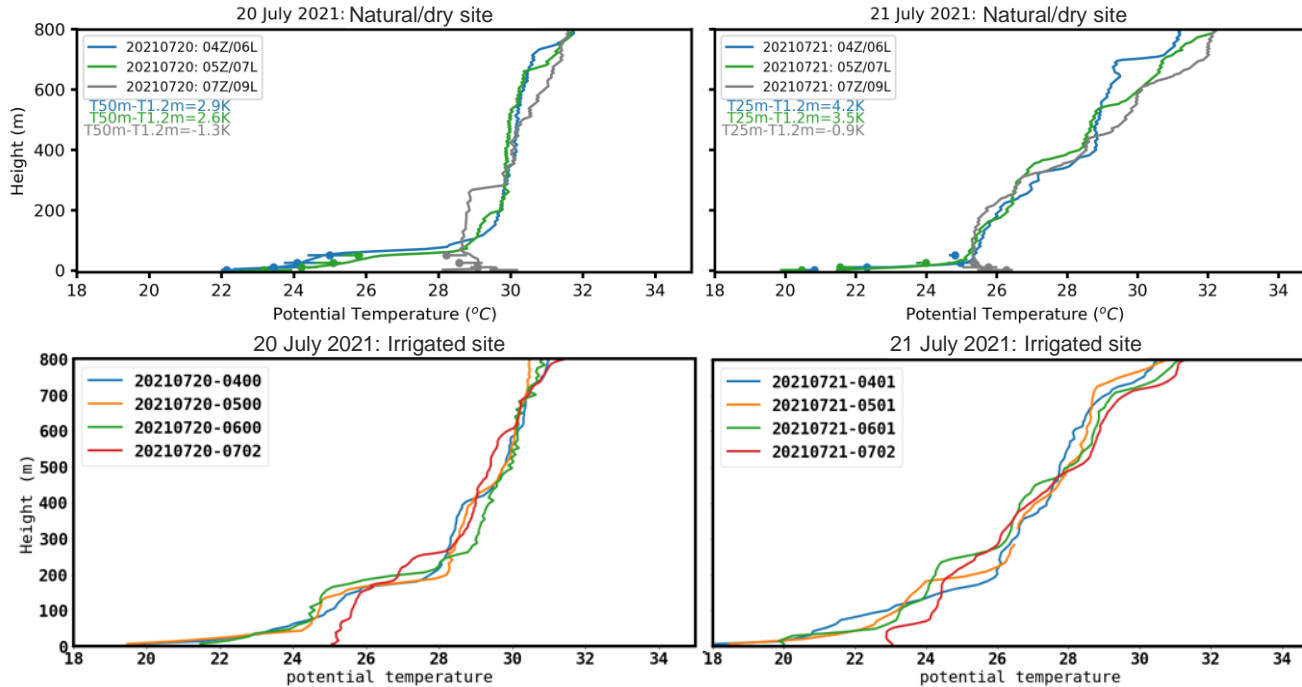 20 July 2021: Natural/dry site
800
600
400
200
0
Height (m)
20210720: 04Z/06L
20210720: 05Z/07L
20210720: 07Z/09L
T50m-T1.2m=2.9K
T50m-T1.2m=2.6K
T50m-T1.2m=-1.3K
18 20 22 24 26 28 30 32 34
Potential Temperature (°C)
21 July 2021: Natural/dry site
800
600
400
200
0
Height (m)
20210721: 04Z/06L
20210721: 05Z/07L
20210721: 07Z/09L
T25m-T1.2m=4.2K
T25m-T1.2m=3.5K
T25m-T1.2m=-0.9K
18 20 22 24 26 28 30 32 34
Potential Temperature (°C)
20 July 2021: Irrigated site
800
700
600
500
400
300
200
100
0
Height (m)
20210720-0400
20210720-0500
20210720-0600
20210720-0702
18 20 22 24 26 28 30 32 34
potential temperature
21 July 2021: Irrigated site
20210721-0401
20210721-0501
20210721-0601
20210721-0702
18 20 22 24 26 28 30 32 34
potential temperature